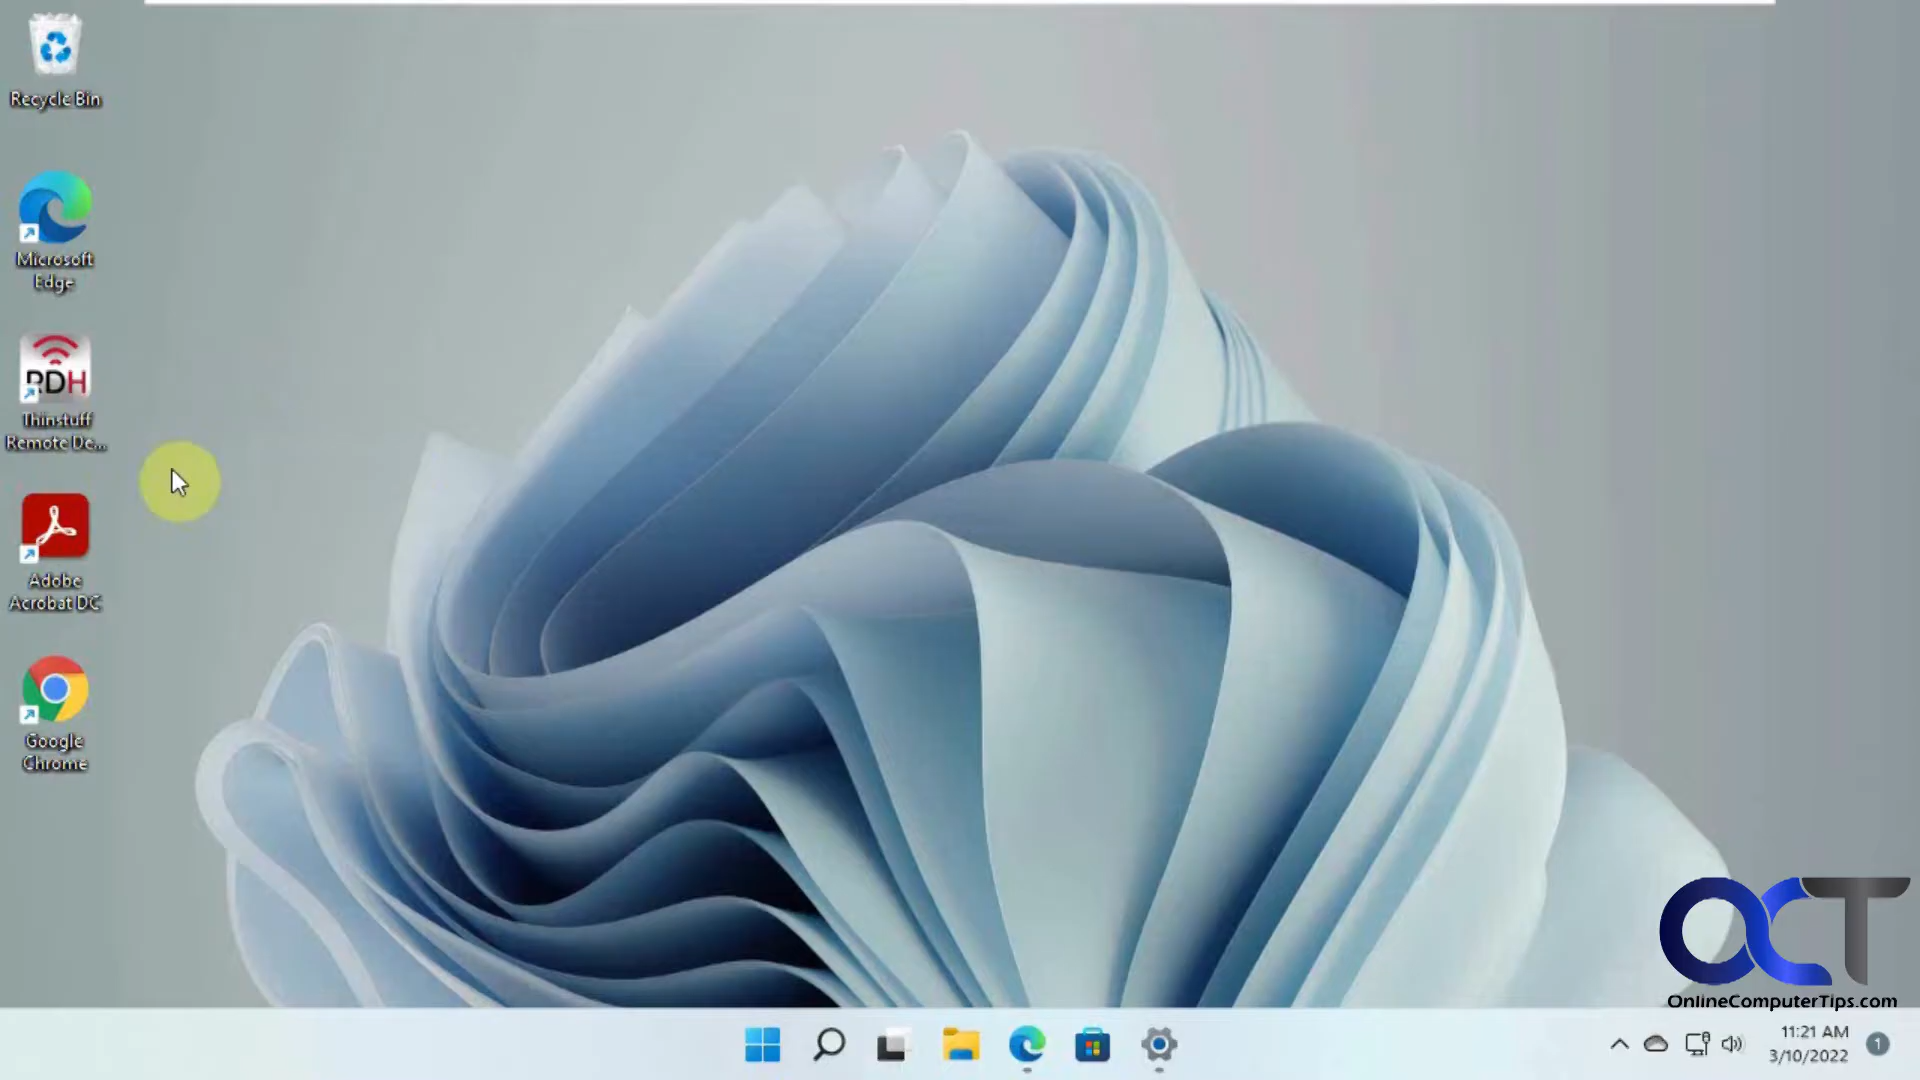 Recycle Bin
Microsoft
Edge
RDH
Thinstuff
Remote De...
Adobe
Acrobat DC
Google
Chrome
OCT
OnlineComputerTips.com
11:21 AM
3/10/2022
1